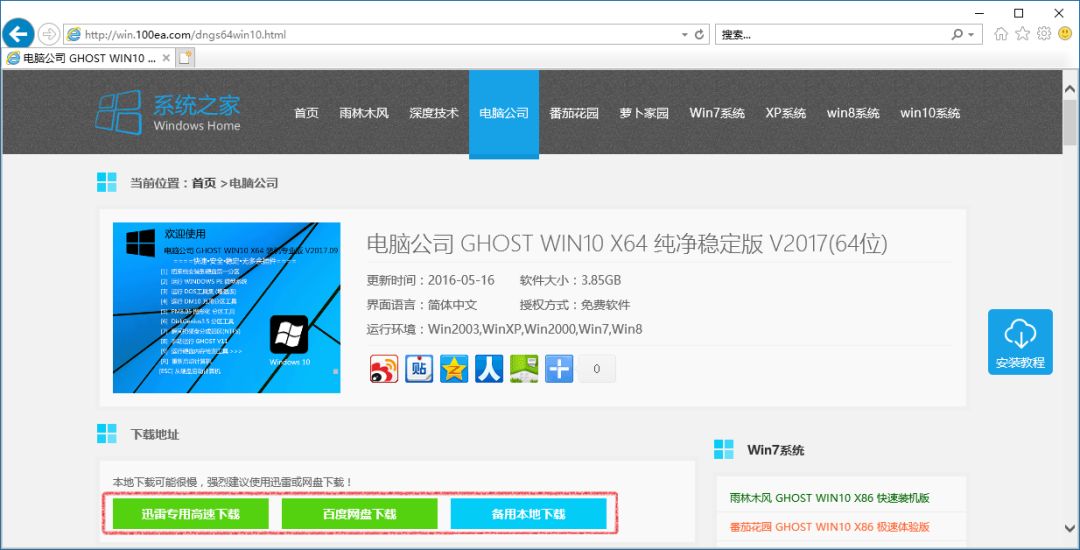 http://win.100ea.com/dngs64win10.html
搜索...
电脑公司 GHOST WIN10 ...
系统之家
Windows Home
首页 雨林木风 深度技术 电脑公司 番茄花园 萝卜家园 Win7系统 XP系统 win8系统 win10系统
当前位置：首页 >电脑公司
欢迎使用
电脑公司 GHOST WIN10 X64 装机专业版 V2017.09
Windows 10
电脑公司 GHOST WIN10 X64 纯净稳定版 V2017(64位)
更新时间：2016-05-16 软件大小：3.85GB
界面语言：简体中文 授权方式：免费软件
运行环境：Win2003,WinXP,Win2000,Win7,Win8
贴
人
0
安装教程
下载地址
本地下载可能很慢，强烈建议使用迅雷或网盘下载！
迅雷专用高速下载 百度网盘下载 备用本地下载
Win7系统
雨林木风 GHOST WIN10 X86 快速装机版
番茄花园 GHOST WIN10 X86 极速体验版